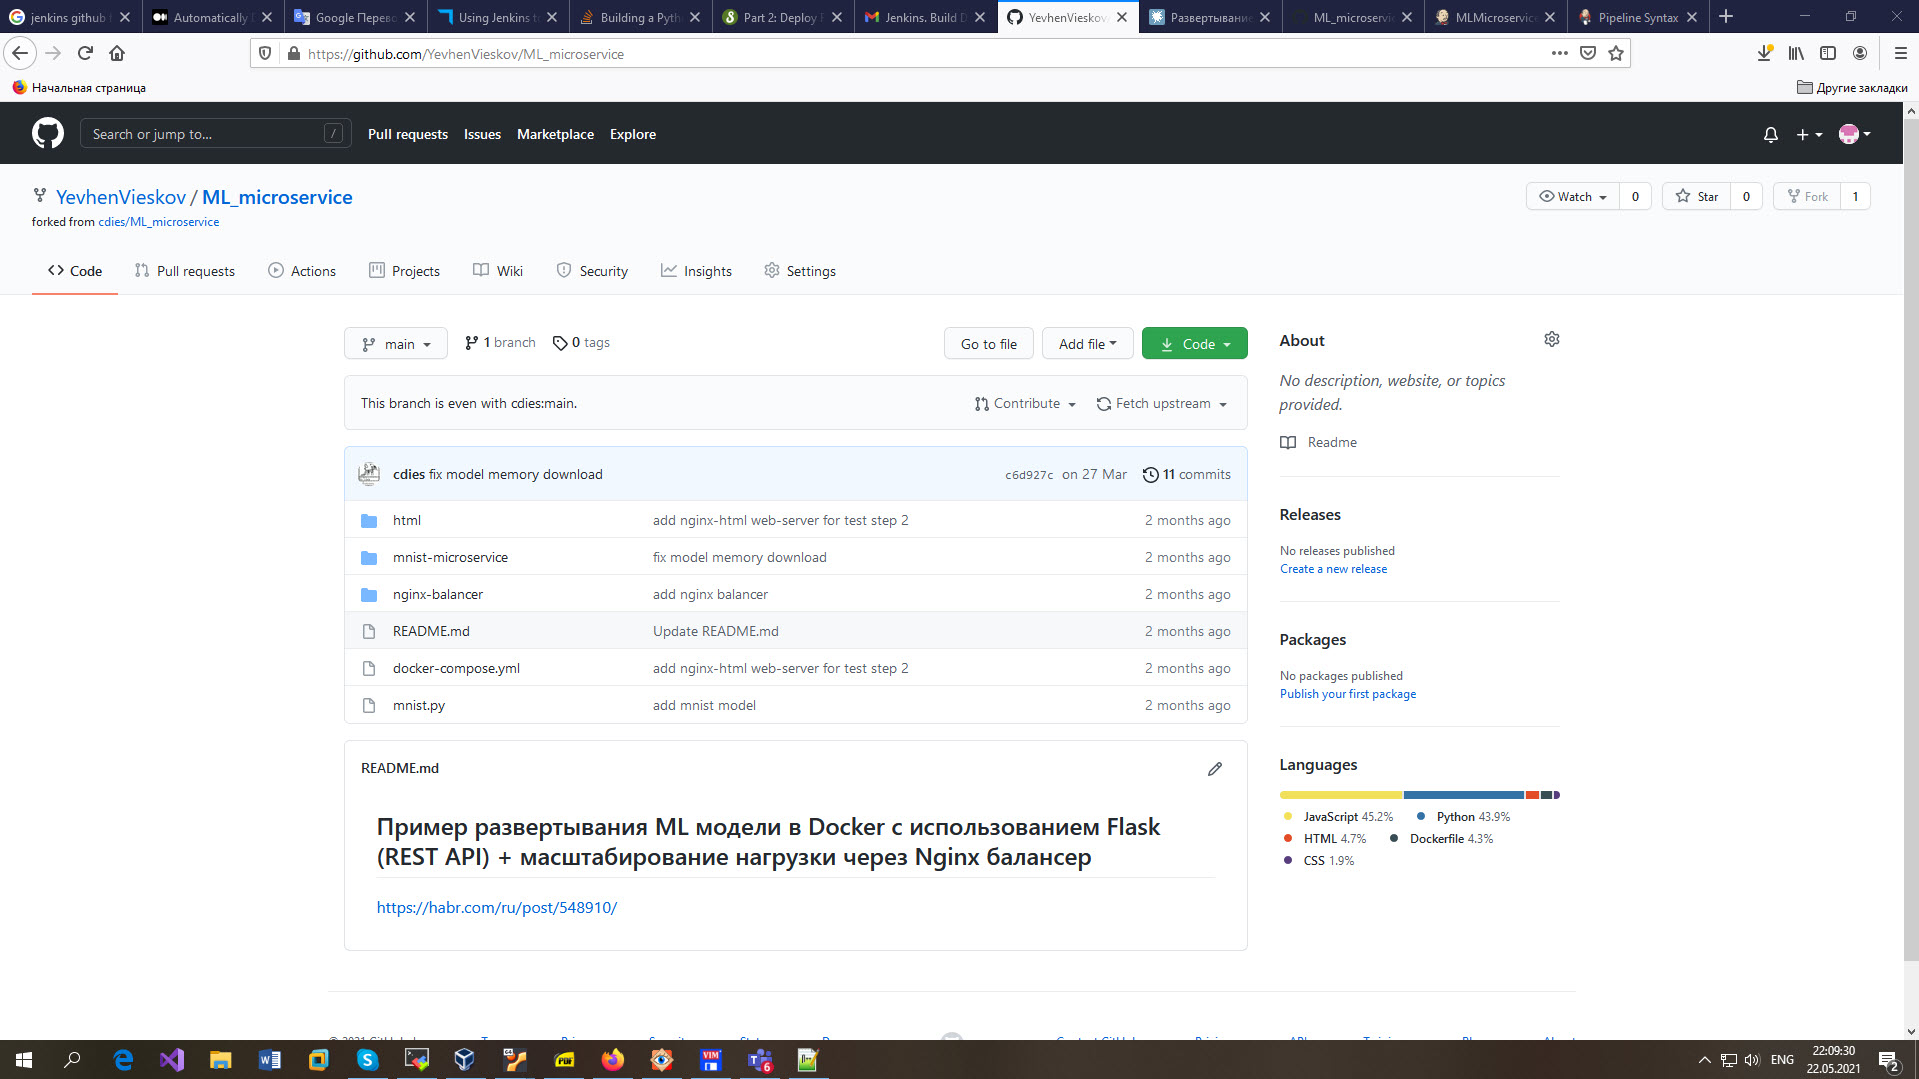 jenkins github
Automatically
Google Перево
Using Jenkins to
Building a Pyth
Part 2: Deploy
Jenkins. Build D
YevhenVieskov
Развертывание
ML_microservic
MLMicroservice
Pipeline Syntax
https://github.com/YevhenVieskov/ML_microservice
Начальная страница
Другие закладки
Search or jump to...
/
Pull requests
Issues
Marketplace
Explore
YevhenVieskov / ML_microservice
forked from cdies/ML_microservice
Watch 0
Star 0
Fork 1
Code
Pull requests
Actions
Projects
Wiki
Security
Insights
Settings
main
1 branch
0 tags
Go to file
Add file
Code
This branch is even with cdies:main.
Contribute
Fetch upstream
cdies fix model memory download
c6d927c on 27 Mar
11 commits
html add nginx-html web-server for test step 2 2 months ago
mnist-microservice fix model memory download 2 months ago
nginx-balancer add nginx balancer 2 months ago
README.md Update README.md 2 months ago
docker-compose.yml add nginx-html web-server for test step 2 2 months ago
mnist.py add mnist model 2 months ago
README.md
Пример развертывания ML модели в Docker с использованием Flask
(REST API) + масштабирование нагрузки через Nginx балансер
https://habr.com/ru/post/548910/
About
No description, website, or topics
provided.
Readme
Releases
No releases published
Create a new release
Packages
No packages published
Publish your first package
Languages
JavaScript 45.2%
Python 43.9%
HTML 4.7%
Dockerfile 4.3%
CSS 1.9%
ENG
22:09:30
22.05.2021
2
6
PDF
VIM